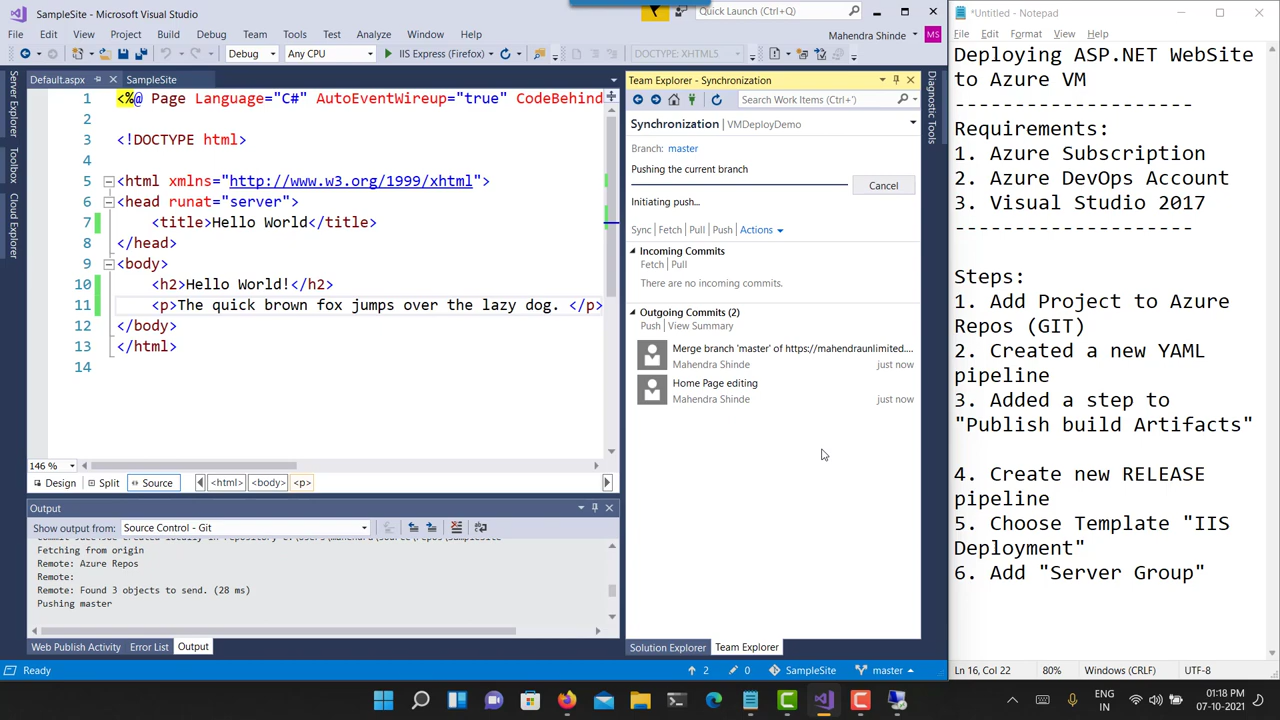 SampleSite - Microsoft Visual Studio
Quick Launch (Ctrl+Q)
File Edit View Project Build Debug Team Tools Test Analyze Window Help
Mahendra Shinde MS
Debug Any CPU IIS Express (Firefox) DOCTYPE: XHTML5
Server Explorer
Toolbox
Cloud Explorer
Default.aspx SampleSite
1 <%@ Page Language="C#" AutoEventWireup="true" CodeBehind
2
3 <!DOCTYPE html>
4
5 <html xmlns="http://www.w3.org/1999/xhtml">
6 <head runat="server">
7 <title>Hello World</title>
8 </head>
9 <body>
10 <h2>Hello World!</h2>
11 <p>The quick brown fox jumps over the lazy dog. </p>
12 </body>
13 </html>
14
146 %
Design Split Source <html> <body> <p>
Output
Show output from: Source Control - Git
Fetching from origin
Remote: Azure Repos
Remote:
Remote: Found 3 objects to send. (28 ms)
Pushing master
Web Publish Activity Error List Output
Team Explorer - Synchronization
Search Work Items (Ctrl+')
Synchronization | VMDeployDemo
Branch: master
Pushing the current branch
Cancel
Initiating push...
Sync | Fetch | Pull | Push | Actions
Incoming Commits
Fetch | Pull
There are no incoming commits.
Outgoing Commits (2)
Push | View Summary
Merge branch 'master' of https://mahendraunlimited....
Mahendra Shinde just now
Home Page editing
Mahendra Shinde just now
Solution Explorer Team Explorer
Diagnostic Tools
Ready 2 0 SampleSite master
*Untitled - Notepad
File Edit Format View Help
Deploying ASP.NET WebSite
to Azure VM
--------------------
Requirements:
1. Azure Subscription
2. Azure DevOps Account
3. Visual Studio 2017
--------------------
Steps:
1. Add Project to Azure
Repos (GIT)
2. Created a new YAML
pipeline
3. Added a step to
"Publish build Artifacts"
4. Create new RELEASE
pipeline
5. Choose Template "IIS
Deployment"
6. Add "Server Group"
Ln 16, Col 22 80% Windows (CRLF) UTF-8
ENG
IN
01:18 PM
07-10-2021